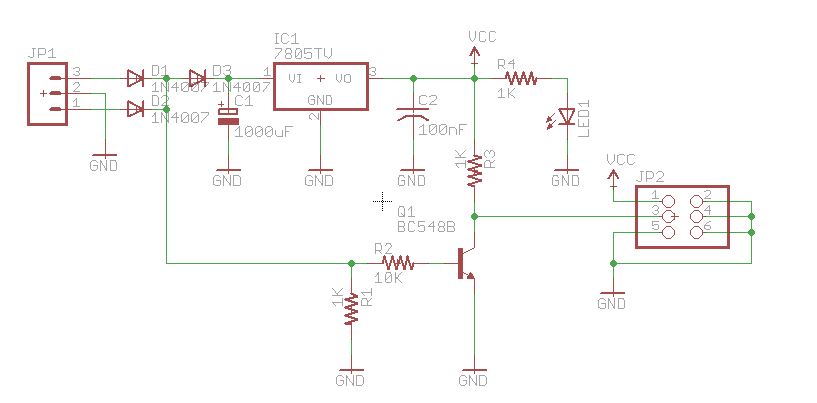 JP1
3
2
1
D1
1N4007
D2
1N4007
D3
1N4007
C1
1000uF
GND
GND
IC1
7805TV
1
VI
VO
3
GND
2
GND
C2
100nF
GND
VCC
R4
1K
LED1
GND
1K
R3
Q1
BC548B
R2
10K
1K
R1
GND
GND
VCC
JP2
1
2
3
4
5
6
GND